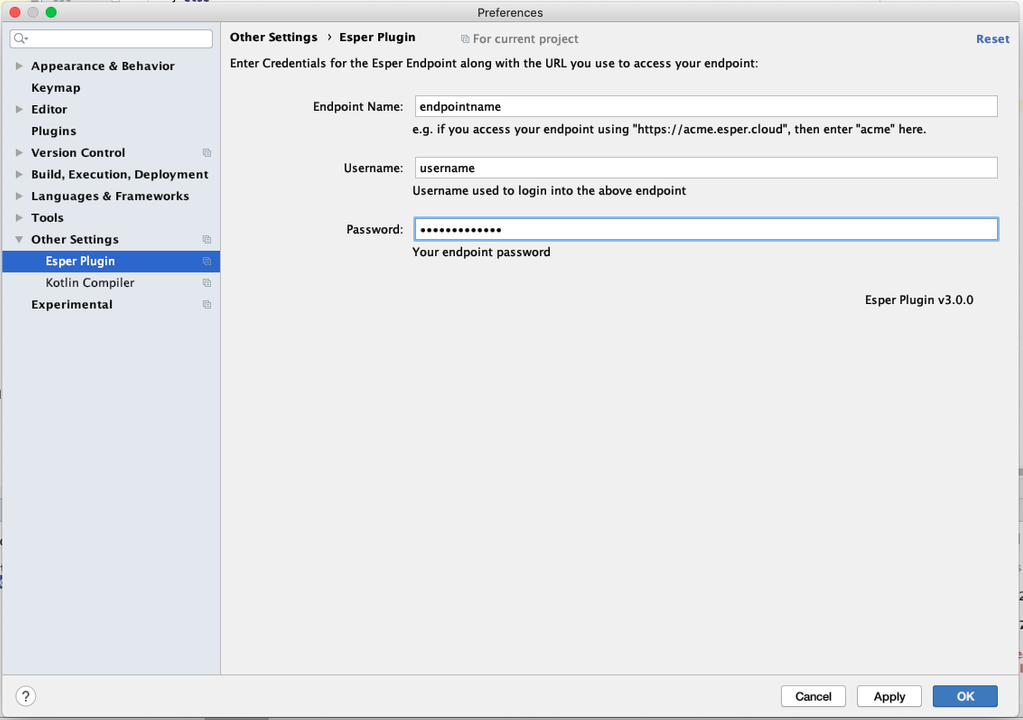 Preferences
Appearance & Behavior
Keymap
Editor
Plugins
Version Control
Build, Execution, Deployment
Languages & Frameworks
Tools
Other Settings
Esper Plugin
Kotlin Compiler
Experimental
Other Settings › Esper Plugin
For current project
Reset
Enter Credentials for the Esper Endpoint along with the URL you use to access your endpoint:
Endpoint Name: endpointname
e.g. if you access your endpoint using "https://acme.esper.cloud", then enter "acme" here.
Username: username
Username used to login into the above endpoint
Password: •••••••••••••
Your endpoint password
Esper Plugin v3.0.0
?
Cancel
Apply
OK